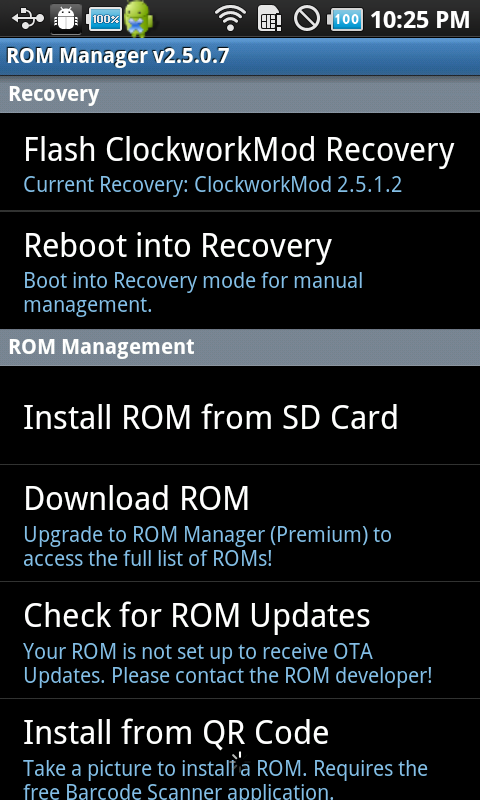 100%
100
10:25 PM
ROM Manager v2.5.0.7
Recovery
Flash ClockworkMod Recovery
Current Recovery: ClockworkMod 2.5.1.2
Reboot into Recovery
Boot into Recovery mode for manual
management.
ROM Management
Install ROM from SD Card
Download ROM
Upgrade to ROM Manager (Premium) to
access the full list of ROMs!
Check for ROM Updates
Your ROM is not set up to receive OTA
Updates. Please contact the ROM developer!
Install from QR Code
Take a picture to install a ROM. Requires the
free Barcode Scanner application.